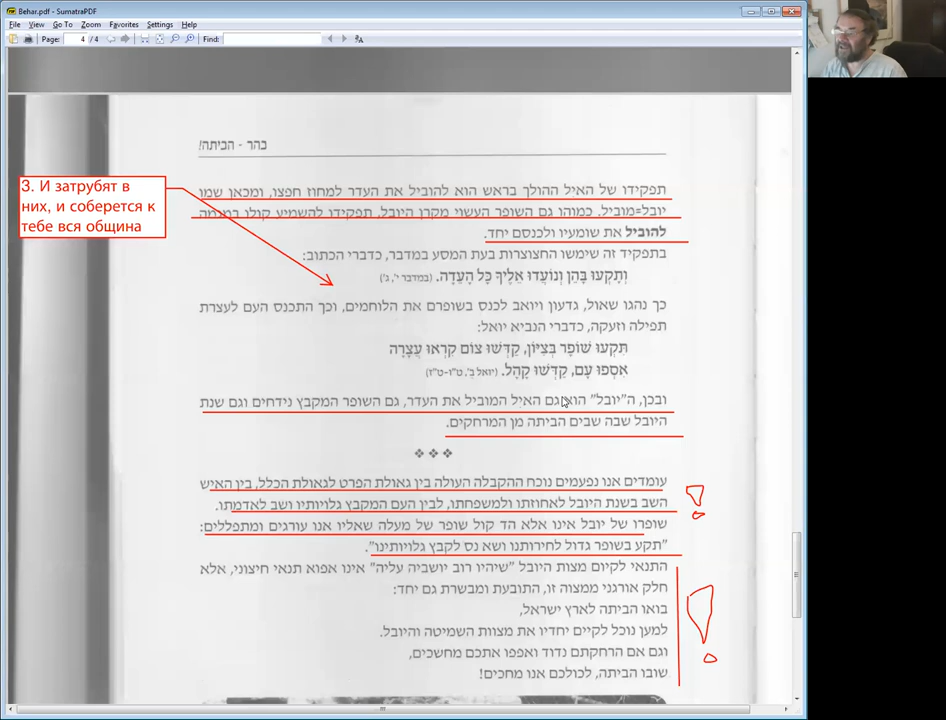 Behar.pdf - SumatraPDF
File View Go To Zoom Favorites Settings Help
Page: 4 / 4 Find:
בהר - הביתה!
3. И затрубят в
них, и соберется к
тебе вся община
תפקידו של האיל ההולך בראש הוא להוביל את העדר למחוז חפצו, ומכאן שמו
יובל=מוביל. כמוהו גם השופר העשוי מקרן היובל, תפקידו להשמיע קולו במגמה
להוביל את שומעיו ולכנסם יחד.
בתפקיד זה שימשו החצוצרות בעת המסע במדבר, כדברי הכתוב:
וְתָקְעוּ בָּהֵן וְנוֹעֲדוּ אֵלֶיךָ כָּל הָעֵדָה. (במדבר י', ג')
כך נהגו שאול, גדעון ויואב לכנס בשופרם את הלוחמים, וכך התכנס העם לעצרת
תפילה וזעקה, כדברי הנביא יואל:
תִּקְעוּ שׁוֹפָר בְּצִיּוֹן, קַדְּשׁוּ צוֹם קִרְאוּ עֲצָרָה
אִסְפוּ עָם, קַדְּשׁוּ קָהָל. (יואל ב', ט"ו-ט"ז)
ובכן, ה"יובל" הוא גם האיל המוביל את העדר, גם השופר המקבץ נידחים וגם שנת
היובל שבה שבים הביתה מן המרחקים.
עומדים אנו נפעמים נוכח ההקבלה העולה בין גאולת הפרט לגאולת הכלל, בין האיש
השב בשנת היובל לאחוזתו ולמשפחתו, לבין העם המקבץ גלויותיו ושב לאדמתו.
שופרו של יובל אינו אלא הד קול שופר של מעלה שאליו אנו עורגים ומתפללים:
"תקע בשופר גדול לחירותנו ושא נס לקבץ גלויותינו".
התנאי לקיום מצות היובל "שיהיו רוב יושביה עליה" אינו אפוא תנאי חיצוני, אלא
חלק אורגני ממצוה זו, התובעת ומבשרת גם יחד:
בואו הביתה לארץ ישראל,
למען נוכל לקיים יחדיו את מצוות השמיטה והיובל.
וגם אם הרחקתם נדוד ואפפו אתכם מחשכים,
שובו הביתה, לכולכם אנו מחכים!